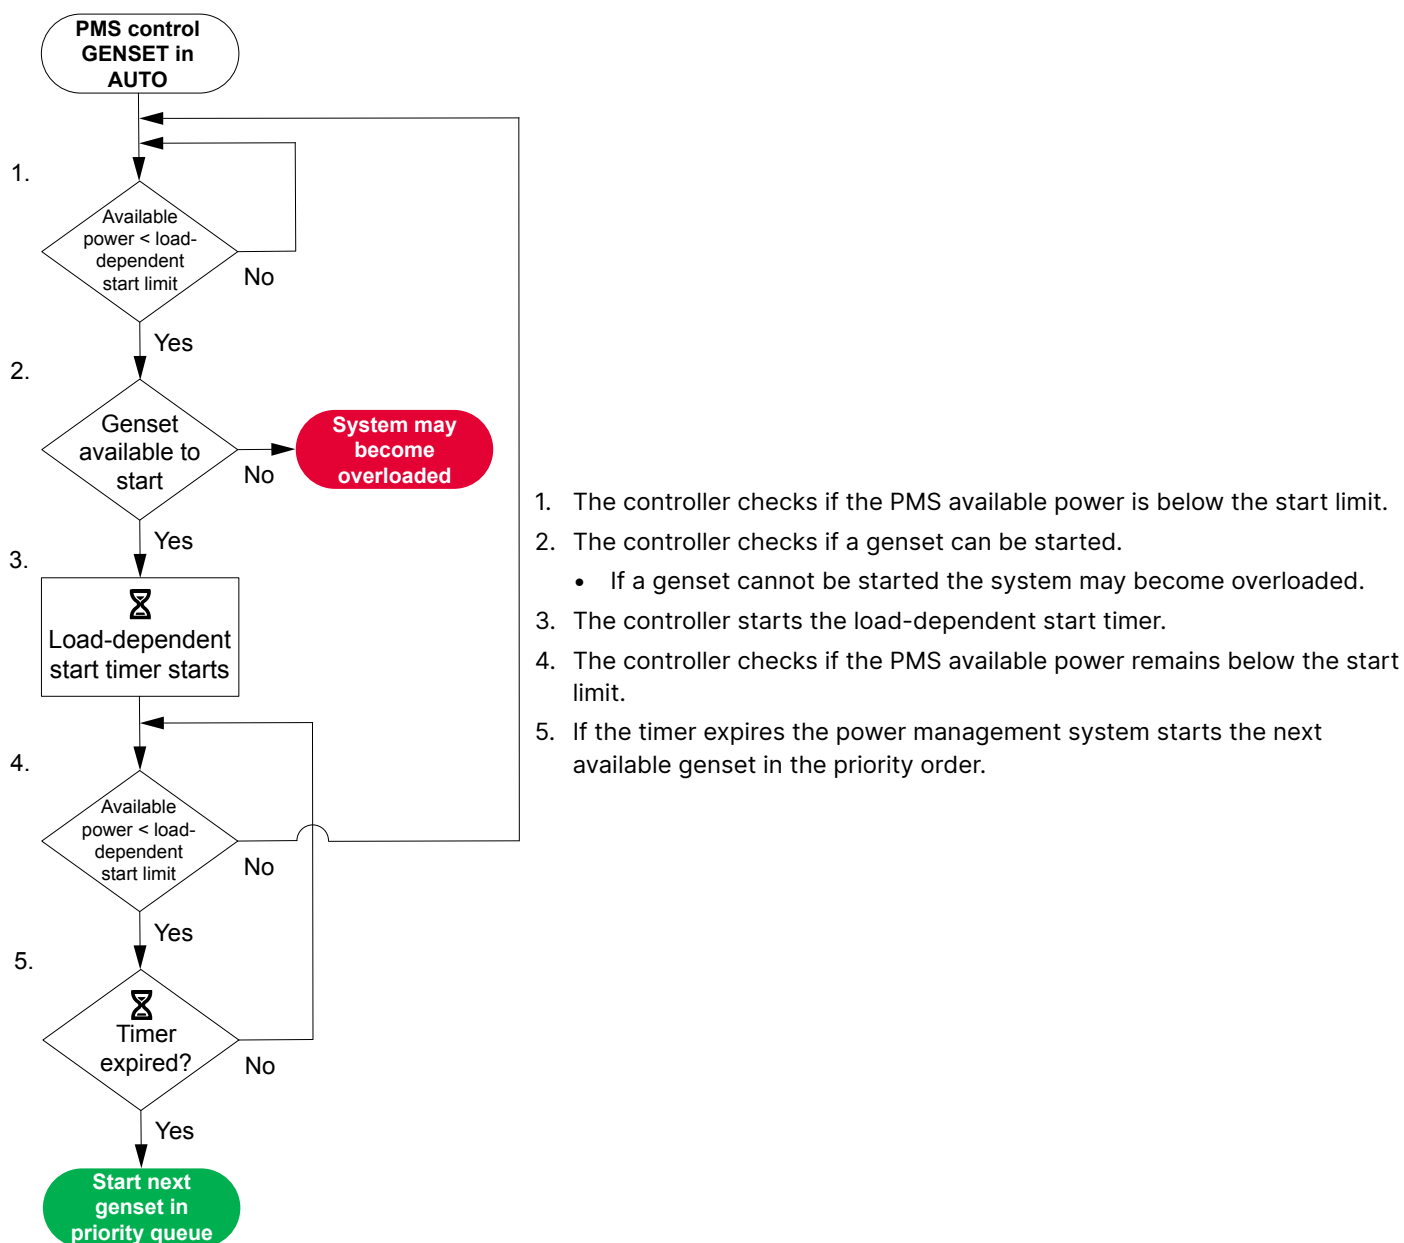 PMS control
GENSET in
AUTO
1.
Available
power < load-
dependent
start limit
No
Yes
2.
Genset
available to
start
No
System may
become
overloaded
Yes
3.
Load-dependent
start timer starts
4.
Available
power < load-
dependent
start limit
No
Yes
5.
Timer
expired?
No
Yes
Start next
genset in
priority queue
1. The controller checks if the PMS available power is below the start limit.
2. The controller checks if a genset can be started.
• If a genset cannot be started the system may become overloaded.
3. The controller starts the load-dependent start timer.
4. The controller checks if the PMS available power remains below the start
limit.
5. If the timer expires the power management system starts the next
available genset in the priority order.